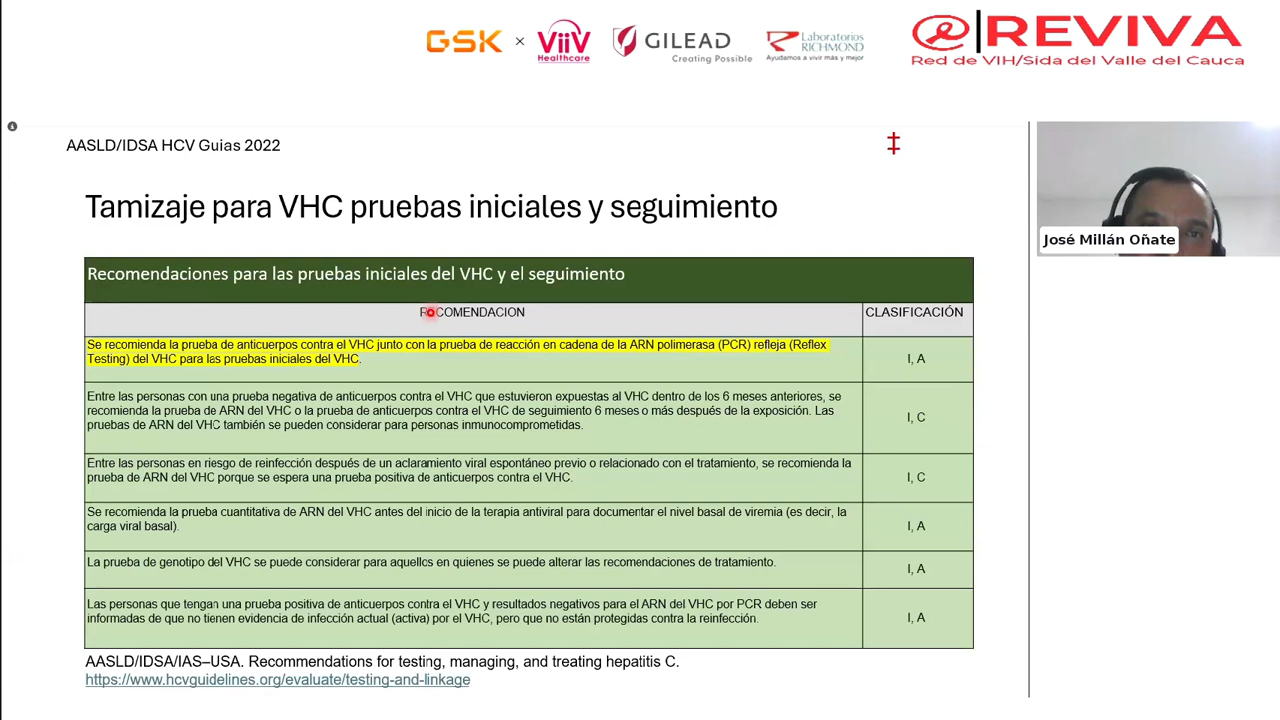 GSK × ViiV Healthcare GILEAD Creating Possible Laboratorios RICHMOND Ayudamos a vivir más y mejor
@|REVIVA
Red de VIH/Sida del Valle del Cauca
AASLD/IDSA HCV Guias 2022
‡
José Millán Oñate
Tamizaje para VHC pruebas iniciales y seguimiento
Recomendaciones para las pruebas iniciales del VHC y el seguimiento
RECOMENDACION CLASIFICACIÓN
Se recomienda la prueba de anticuerpos contra el VHC junto con la prueba de reacción en cadena de la ARN polimerasa (PCR) refleja (Reflex
Testing) del VHC para las pruebas iniciales del VHC.
I, A
Entre las personas con una prueba negativa de anticuerpos contra el VHC que estuvieron expuestas al VHC dentro de los 6 meses anteriores, se
recomienda la prueba de ARN del VHC o la prueba de anticuerpos contra el VHC de seguimiento 6 meses o más después de la exposición. Las
pruebas de ARN del VHC también se pueden considerar para personas inmunocomprometidas.
I, C
Entre las personas en riesgo de reinfección después de un aclaramiento viral espontáneo previo o relacionado con el tratamiento, se recomienda la
prueba de ARN del VHC porque se espera una prueba positiva de anticuerpos contra el VHC.
I, C
Se recomienda la prueba cuantitativa de ARN del VHC antes del inicio de la terapia antiviral para documentar el nivel basal de viremia (es decir, la
carga viral basal).
I, A
La prueba de genotipo del VHC se puede considerar para aquellos en quienes se puede alterar las recomendaciones de tratamiento.
I, A
Las personas que tengan una prueba positiva de anticuerpos contra el VHC y resultados negativos para el ARN del VHC por PCR deben ser
informadas de que no tienen evidencia de infección actual (activa) por el VHC, pero que no están protegidas contra la reinfección.
I, A
AASLD/IDSA/IAS–USA. Recommendations for testing, managing, and treating hepatitis C.
https://www.hcvguidelines.org/evaluate/testing-and-linkage